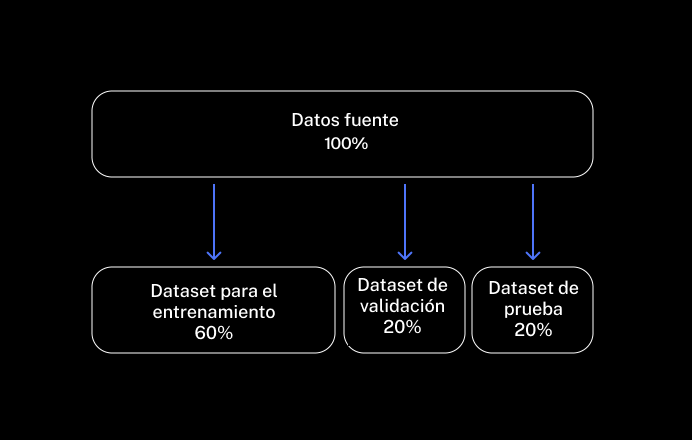 Datos fuente
100%
Dataset para el
entrenamiento
60%
Dataset de
validación
20%
Dataset de
prueba
20%